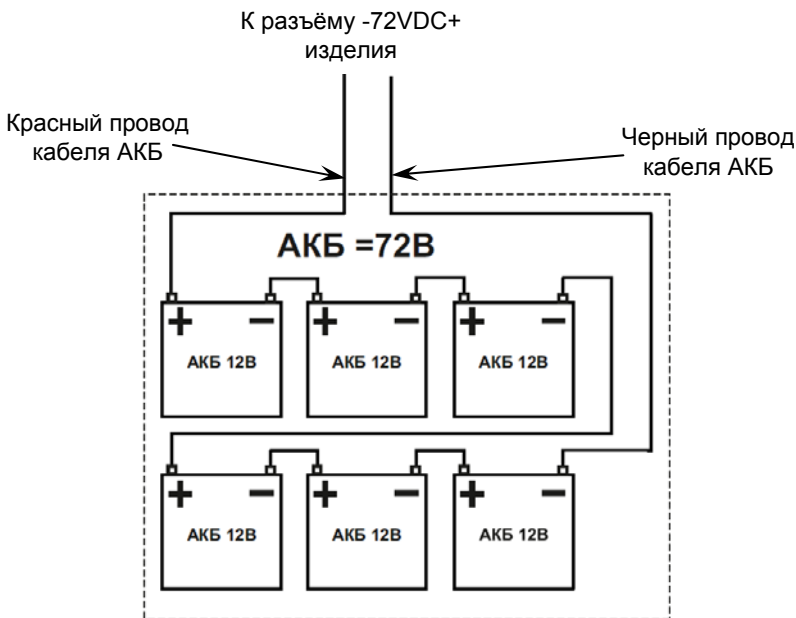 К разъёму -72VDC+
изделия
Красный провод
кабеля АКБ
Черный провод
кабеля АКБ
АКБ =72В
+ − + − + −
АКБ 12В АКБ 12В АКБ 12В
+ − + − + −
АКБ 12В АКБ 12В АКБ 12В